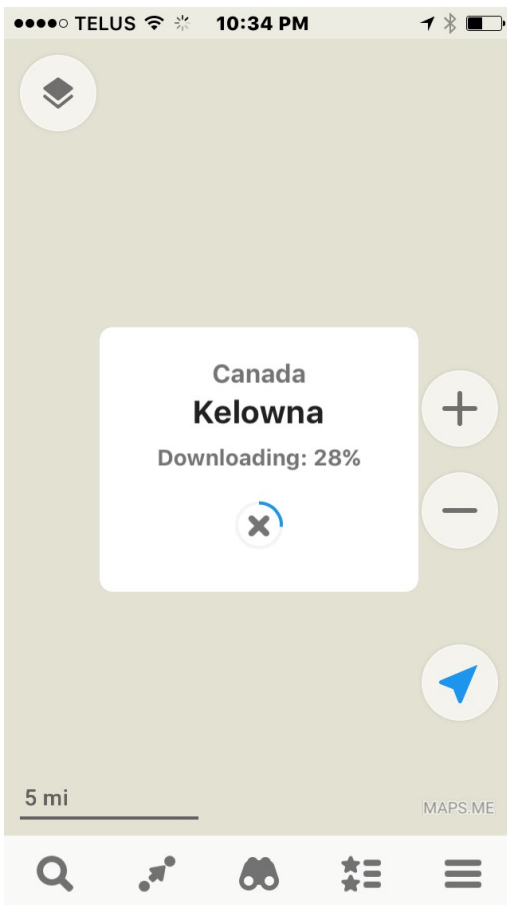 TELUS 10:34 PM
Canada
Kelowna
Downloading: 28%
5 mi
MAPS.ME